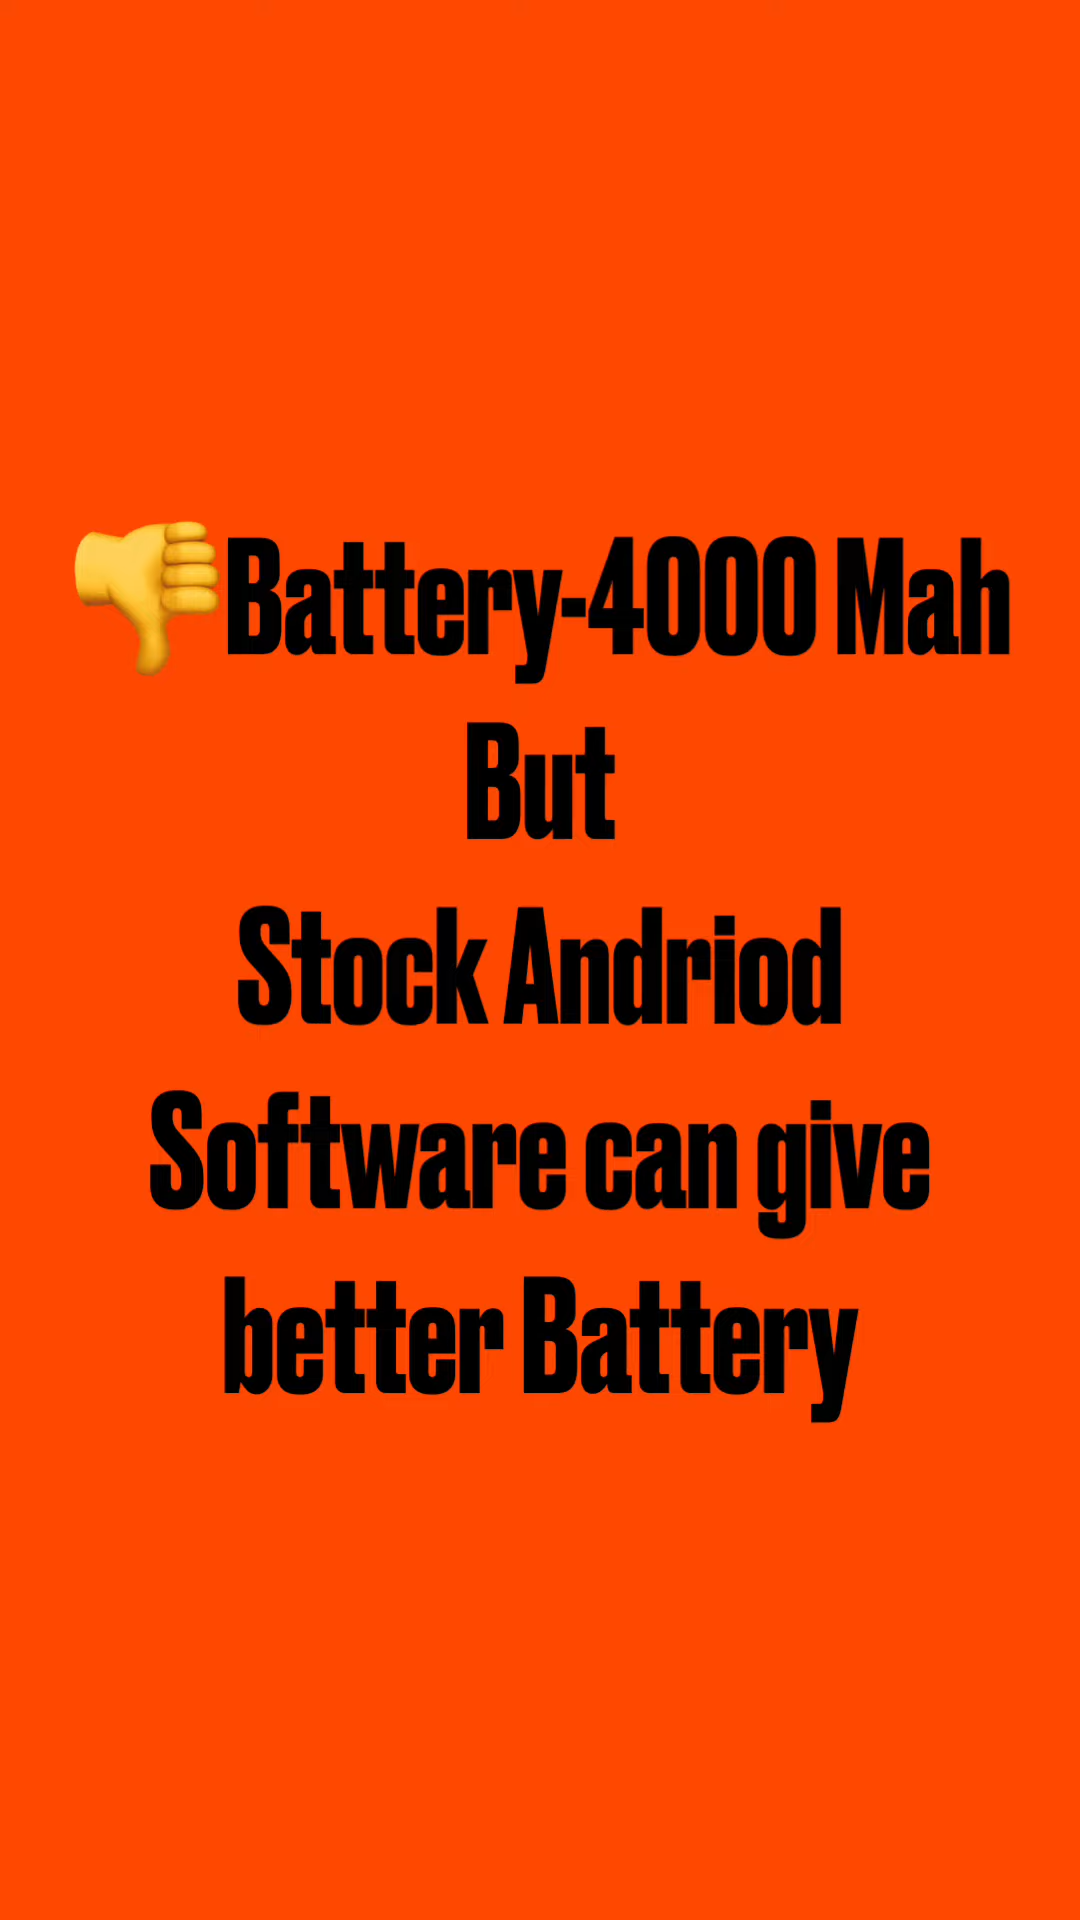 👎Battery-4000 Mah
But
Stock Andriod
Software can give
better Battery